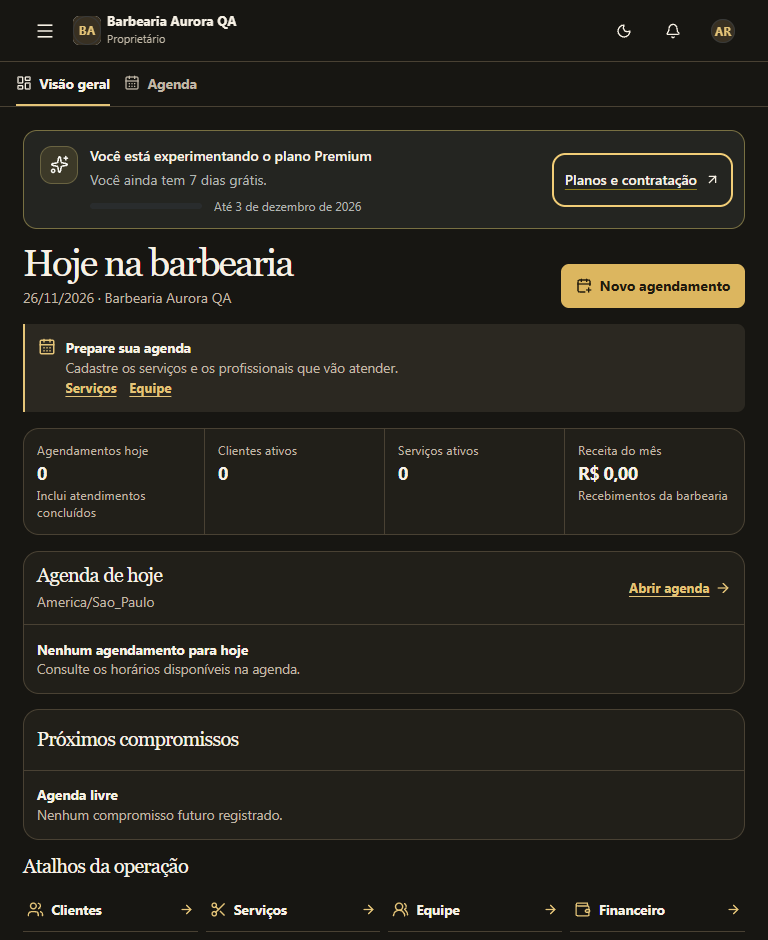 BA
Barbearia Aurora QA
Proprietário
AR
Visão geral
Agenda
Você está experimentando o plano Premium
Você ainda tem 7 dias grátis.
Até 3 de dezembro de 2026
Planos e contratação
Hoje na barbearia
26/11/2026 · Barbearia Aurora QA
Novo agendamento
Prepare sua agenda
Cadastre os serviços e os profissionais que vão atender.
Serviços Equipe
Agendamentos hoje
0
Inclui atendimentos
concluídos
Clientes ativos
0
Serviços ativos
0
Receita do mês
R$ 0,00
Recebimentos da barbearia
Agenda de hoje
America/Sao_Paulo
Abrir agenda
Nenhum agendamento para hoje
Consulte os horários disponíveis na agenda.
Próximos compromissos
Agenda livre
Nenhum compromisso futuro registrado.
Atalhos da operação
Clientes
Serviços
Equipe
Financeiro